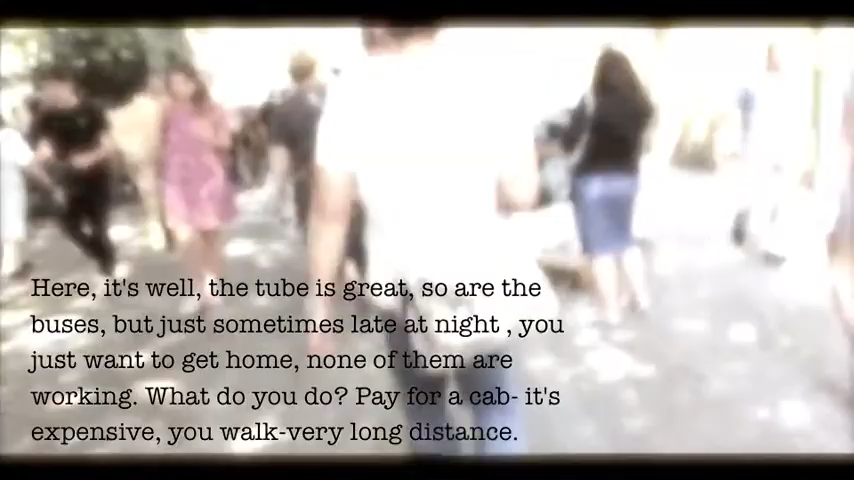 Here, it's well, the tube is great, so are the
buses, but just sometimes late at night , you
just want to get home, none of them are
working. What do you do? Pay for a cab- it's
expensive, you walk-very long distance.